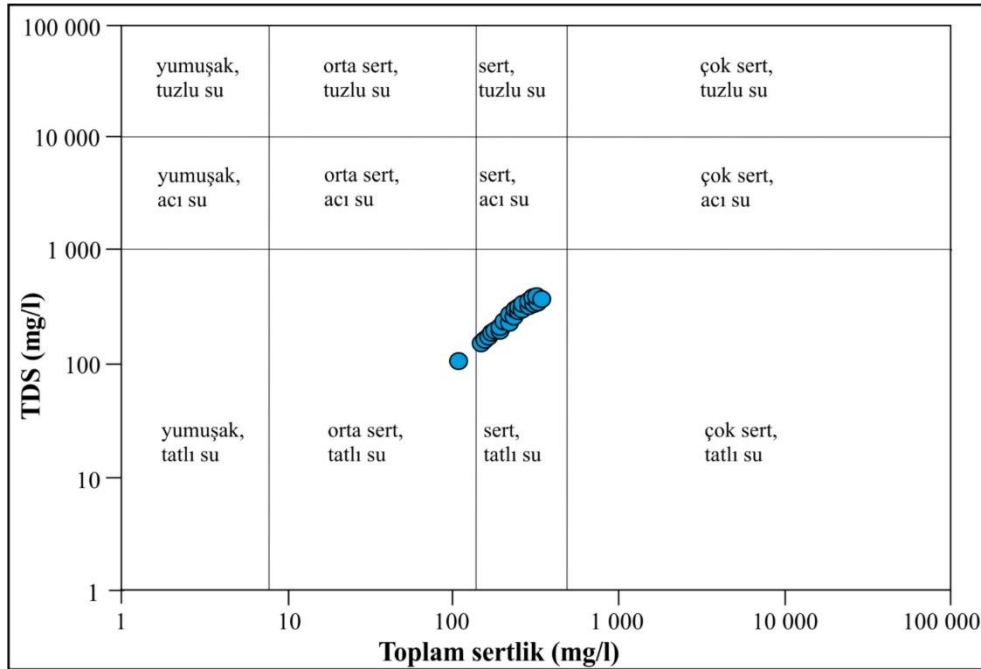 100 000
yumuşak,
tuzlu su
orta sert,
tuzlu su
sert,
tuzlu su
çok sert,
tuzlu su
10 000
yumuşak,
acı su
orta sert,
acı su
sert,
acı su
çok sert,
acı su
1 000
TDS (mg/l)
100
yumuşak,
tatlı su
orta sert,
tatlı su
sert,
tatlı su
çok sert,
tatlı su
10
1
1
10
100
1 000
10 000
100 000
Toplam sertlik (mg/l)